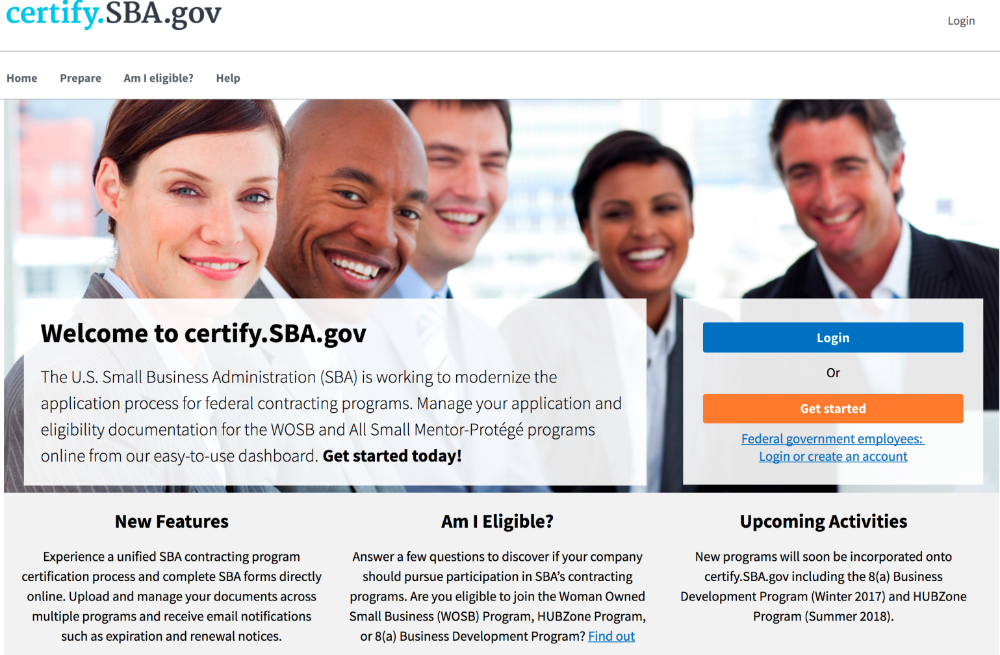 certify.SBA.gov
Login
Home Prepare Am I eligible? Help
Welcome to certify.SBA.gov
The U.S. Small Business Administration (SBA) is working to modernize the
application process for federal contracting programs. Manage your application and
eligibility documentation for the WOSB and All Small Mentor-Protégé programs
online from our easy-to-use dashboard. Get started today!
Login
Or
Get started
Federal government employees:
Login or create an account
New Features
Experience a unified SBA contracting program
certification process and complete SBA forms directly
online. Upload and manage your documents across
multiple programs and receive email notifications
such as expiration and renewal notices.
Am I Eligible?
Answer a few questions to discover if your company
should pursue participation in SBA’s contracting
programs. Are you eligible to join the Woman Owned
Small Business (WOSB) Program, HUBZone Program,
or 8(a) Business Development Program? Find out
Upcoming Activities
New programs will soon be incorporated onto
certify.SBA.gov including the 8(a) Business
Development Program (Winter 2017) and HUBZone
Program (Summer 2018).